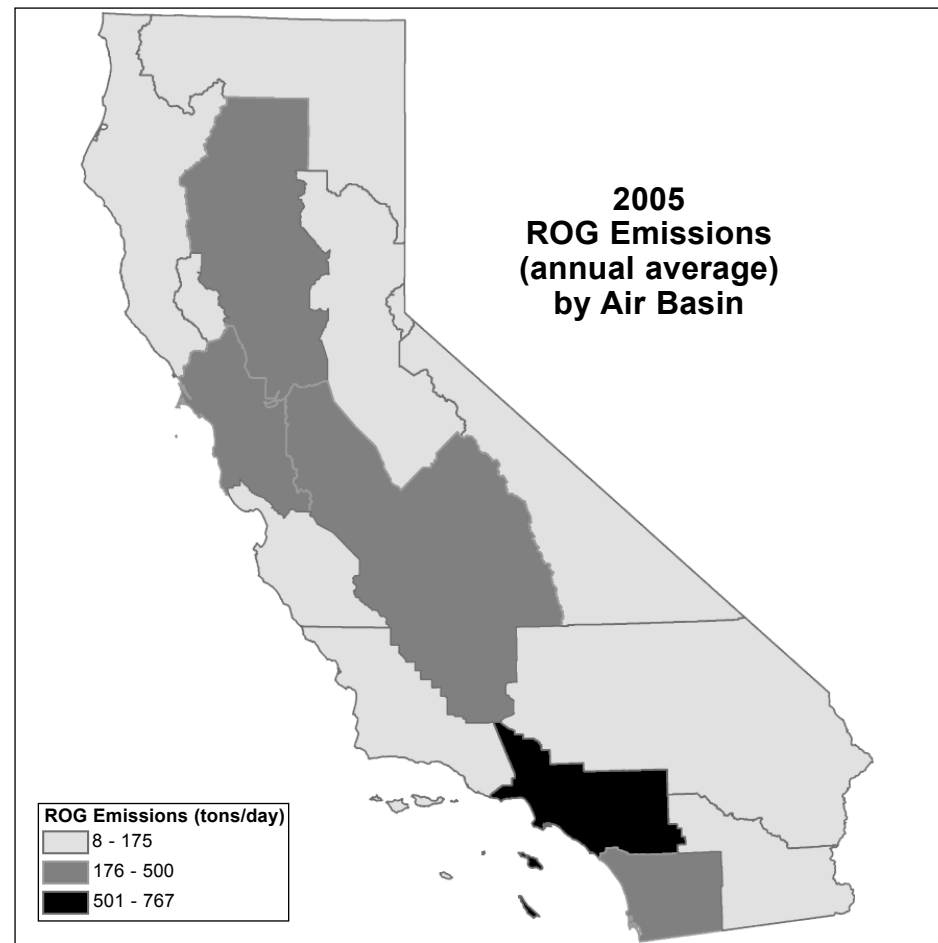 2005
ROG Emissions
(annual average)
by Air Basin
ROG Emissions (tons/day)
8 - 175
176 - 500
501 - 767